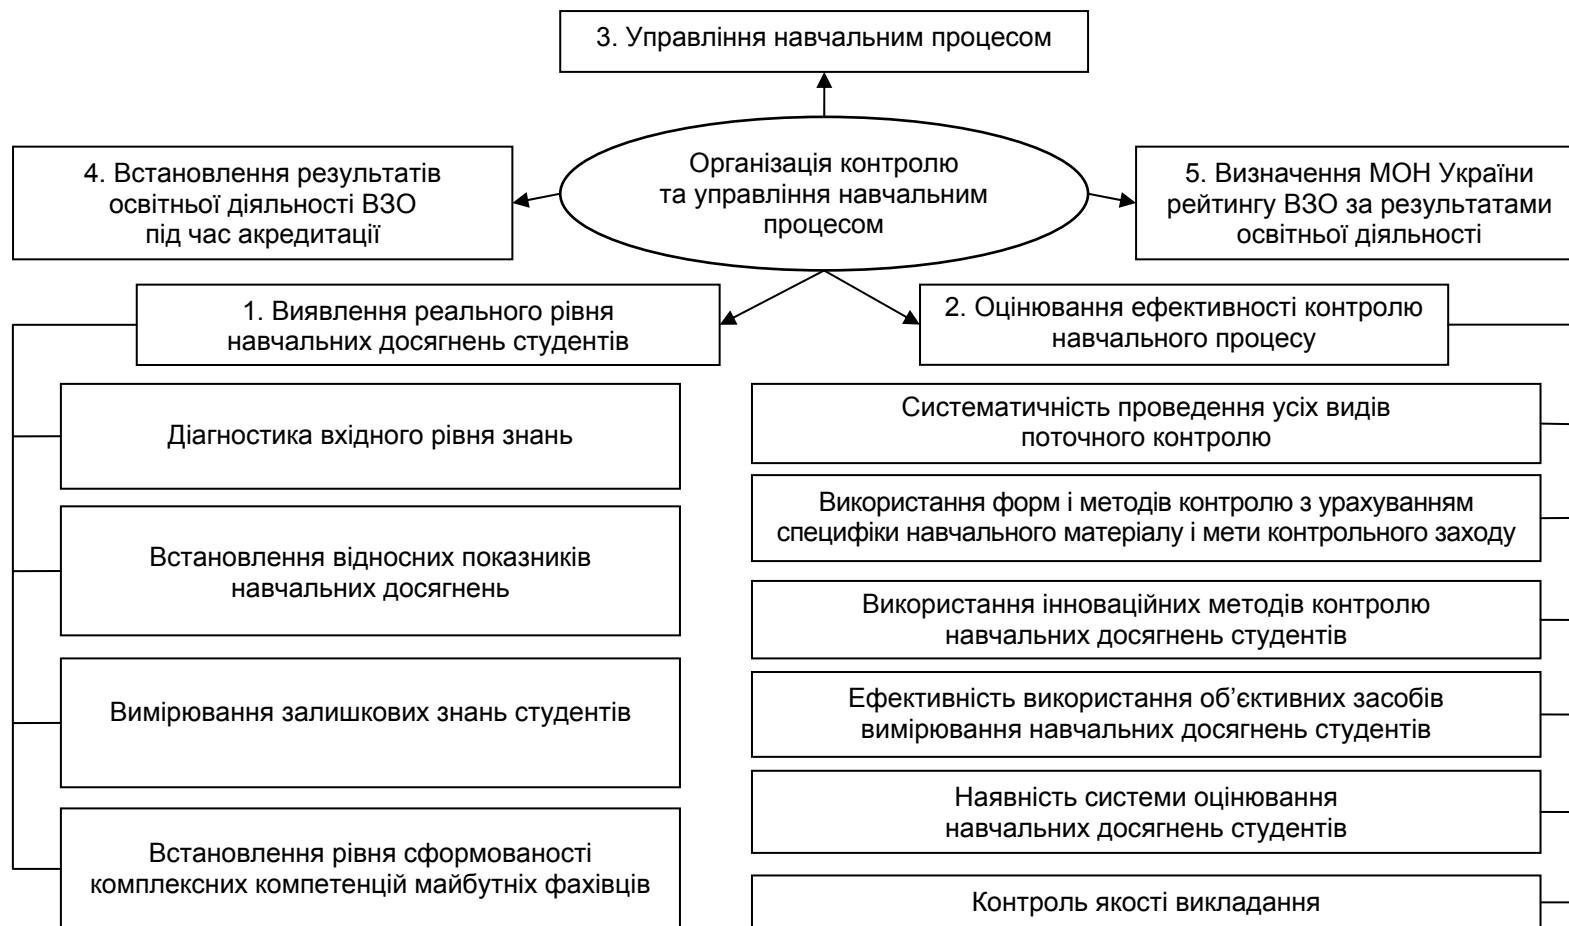 3. Управління навчальним процесом
Організація контролю
та управління навчальним
процесом
4. Встановлення результатів
освітньої діяльності ВЗО
під час акредитації
5. Визначення МОН України
рейтингу ВЗО за результатами
освітньої діяльності
1. Виявлення реального рівня
навчальних досягнень студентів
2. Оцінювання ефективності контролю
навчального процесу
Діагностика вхідного рівня знань
Встановлення відносних показників
навчальних досягнень
Вимірювання залишкових знань студентів
Встановлення рівня сформованості
комплексних компетенцій майбутніх фахівців
Систематичність проведення усіх видів
поточного контролю
Використання форм і методів контролю з урахуванням
специфіки навчального матеріалу і мети контрольного заходу
Використання інноваційних методів контролю
навчальних досягнень студентів
Ефективність використання об’єктивних засобів
вимірювання навчальних досягнень студентів
Наявність системи оцінювання
навчальних досягнень студентів
Контроль якості викладання